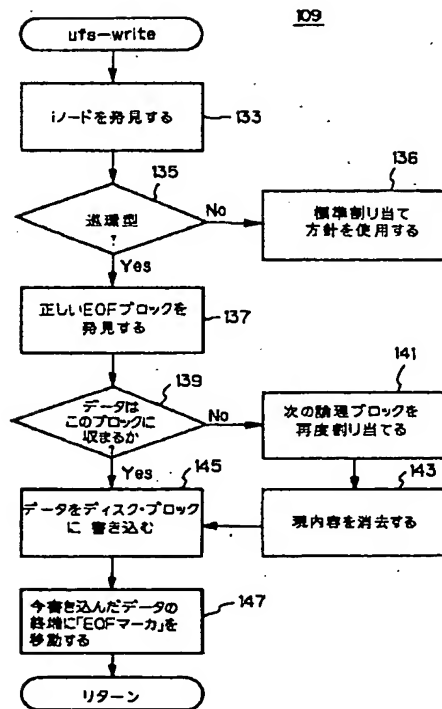 109
ufs-write
iノードを発見する
133
135
巡環型
?
No
136
標準割り当て
方針を使用する
Yes
正しいEOFブロックを
発見する
137
139
データは
このブロックに
収まるか
?
No
141
次の論理ブロックを
再度割り当てる
Yes
145
143
データをディスク・ブロック
に書き込む
現内容を消去する
今書き込んだデータの
終端に「EOFマーカ」を
移動する
147
リターン